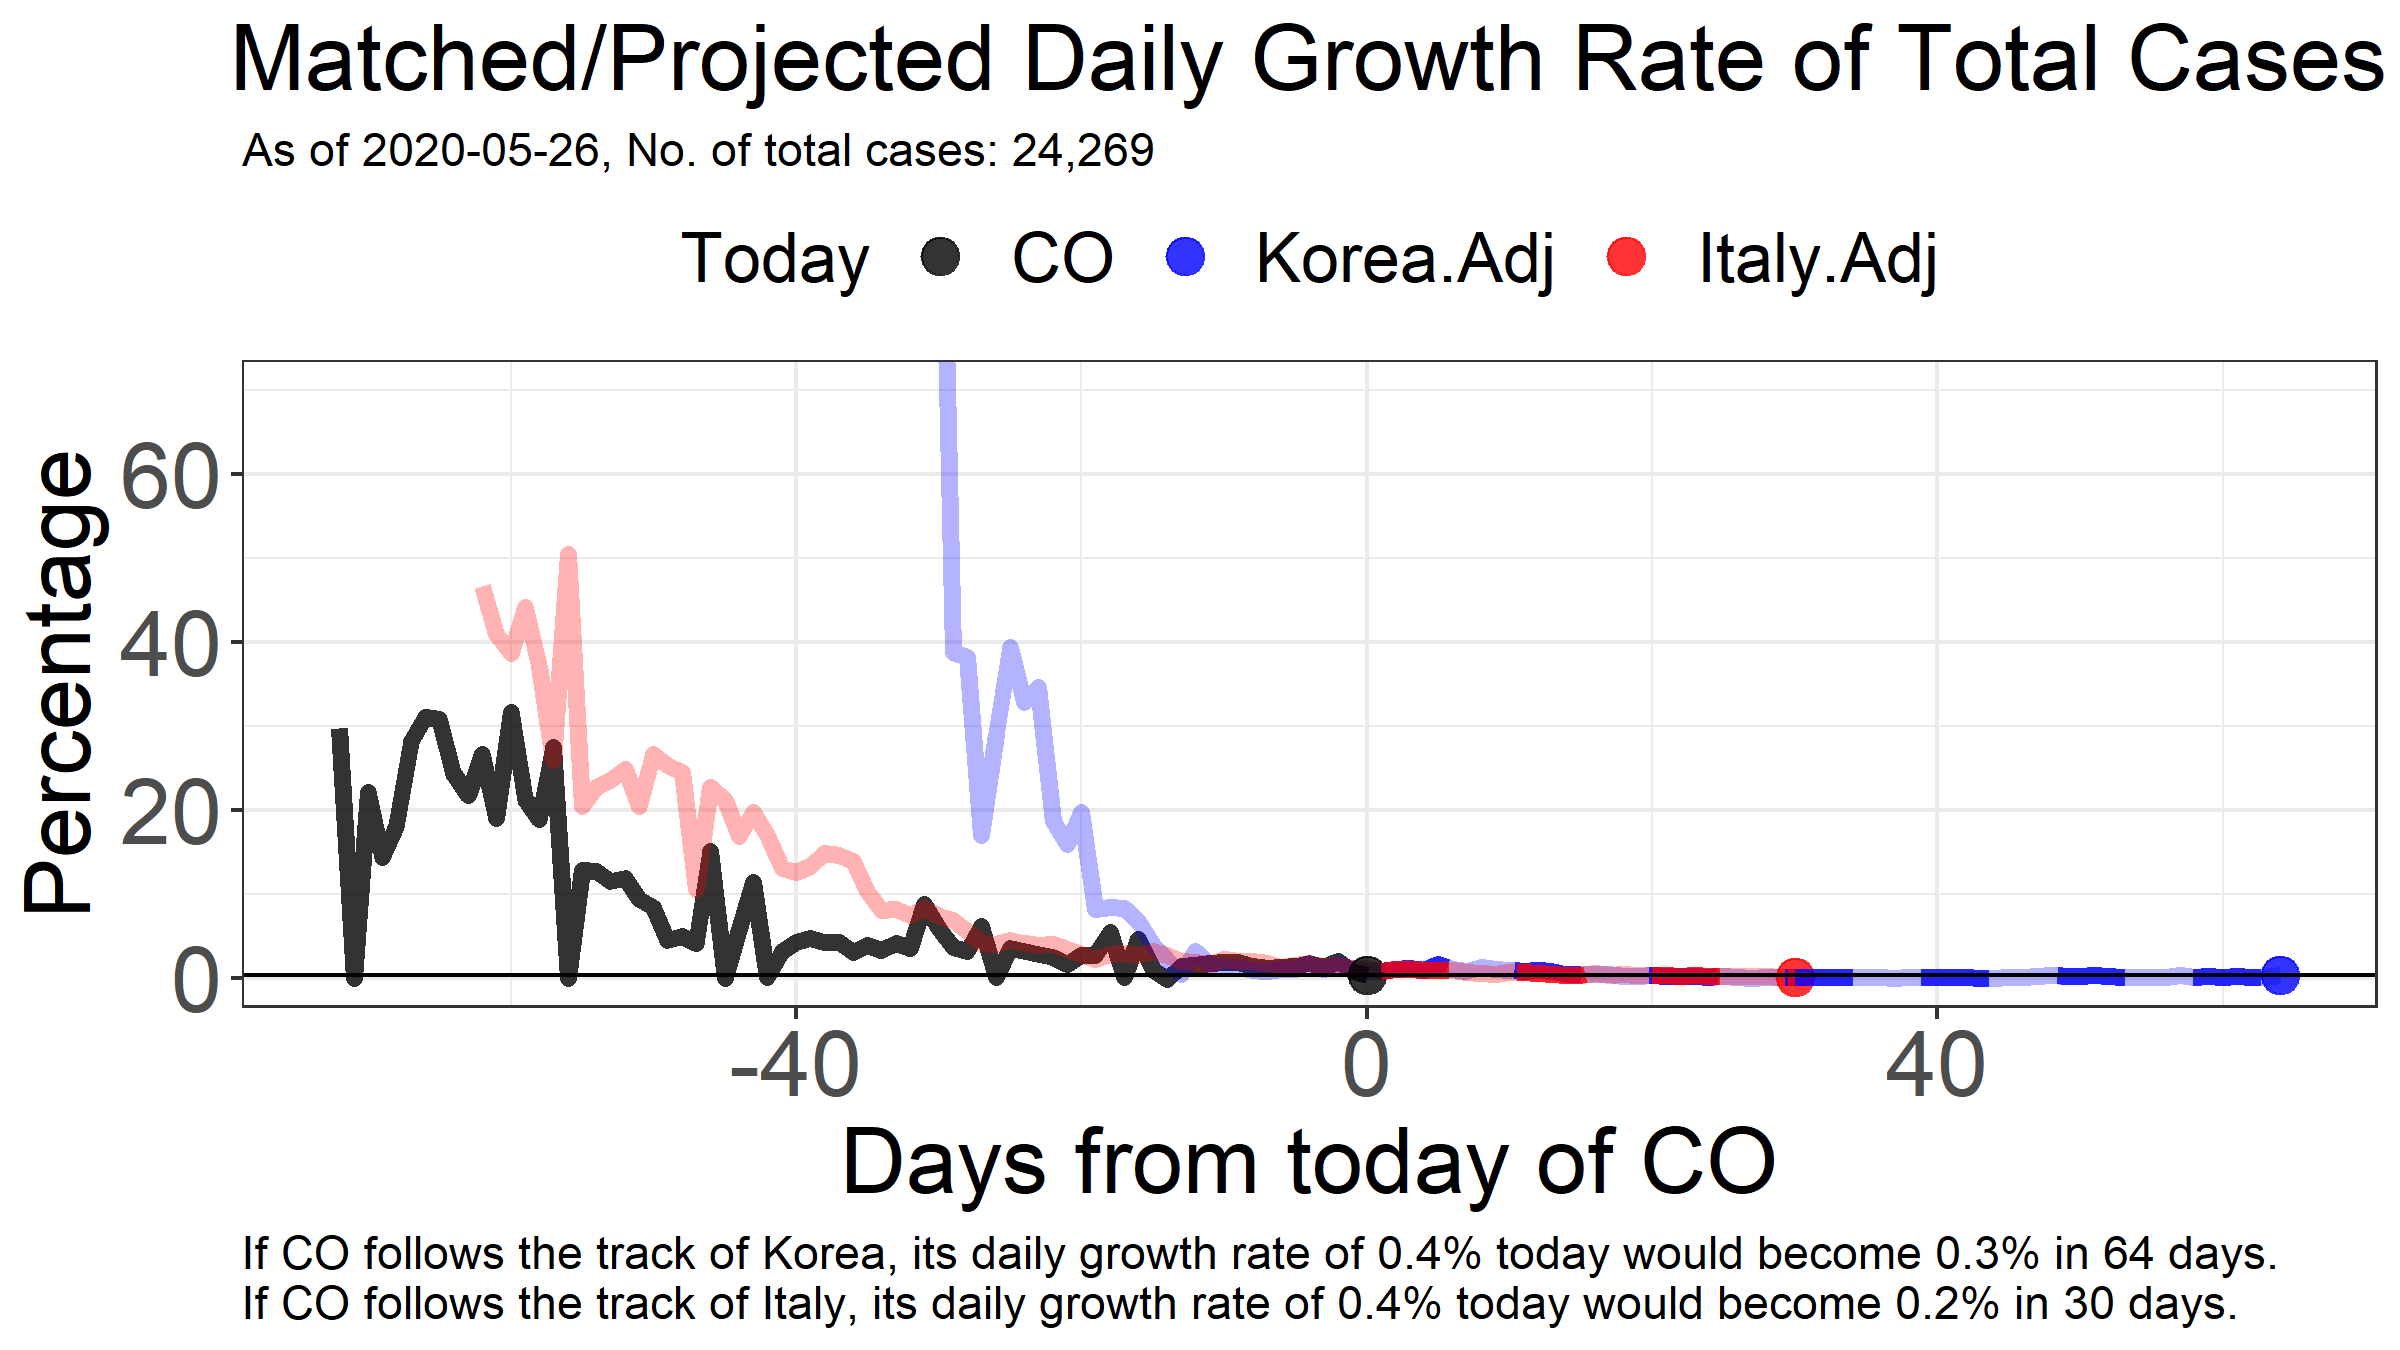 Matched/Projected Daily Growth Rate of Total Cases
As of 2020-05-26, No. of total cases: 24,269
Today CO Korea.Adj Italy.Adj
Percentage
60
40
20
0
-40 0 40
Days from today of CO
If CO follows the track of Korea, its daily growth rate of 0.4% today would become 0.3% in 64 days.
If CO follows the track of Italy, its daily growth rate of 0.4% today would become 0.2% in 30 days.